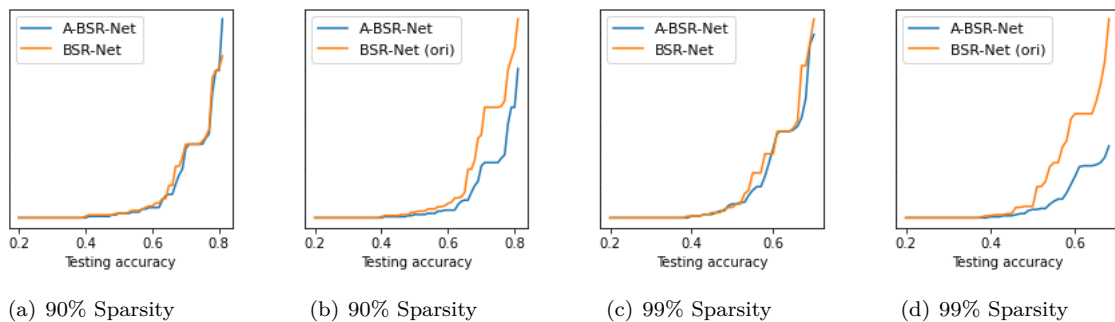 A-BSR-Net
BSR-Net
0.2 0.4 0.6 0.8
Testing accuracy
(a) 90% Sparsity
A-BSR-Net
BSR-Net (ori)
0.2 0.4 0.6 0.8
Testing accuracy
(b) 90% Sparsity
A-BSR-Net
BSR-Net
0.2 0.4 0.6
Testing accuracy
(c) 99% Sparsity
A-BSR-Net
BSR-Net (ori)
0.2 0.4 0.6
Testing accuracy
(d) 99% Sparsity